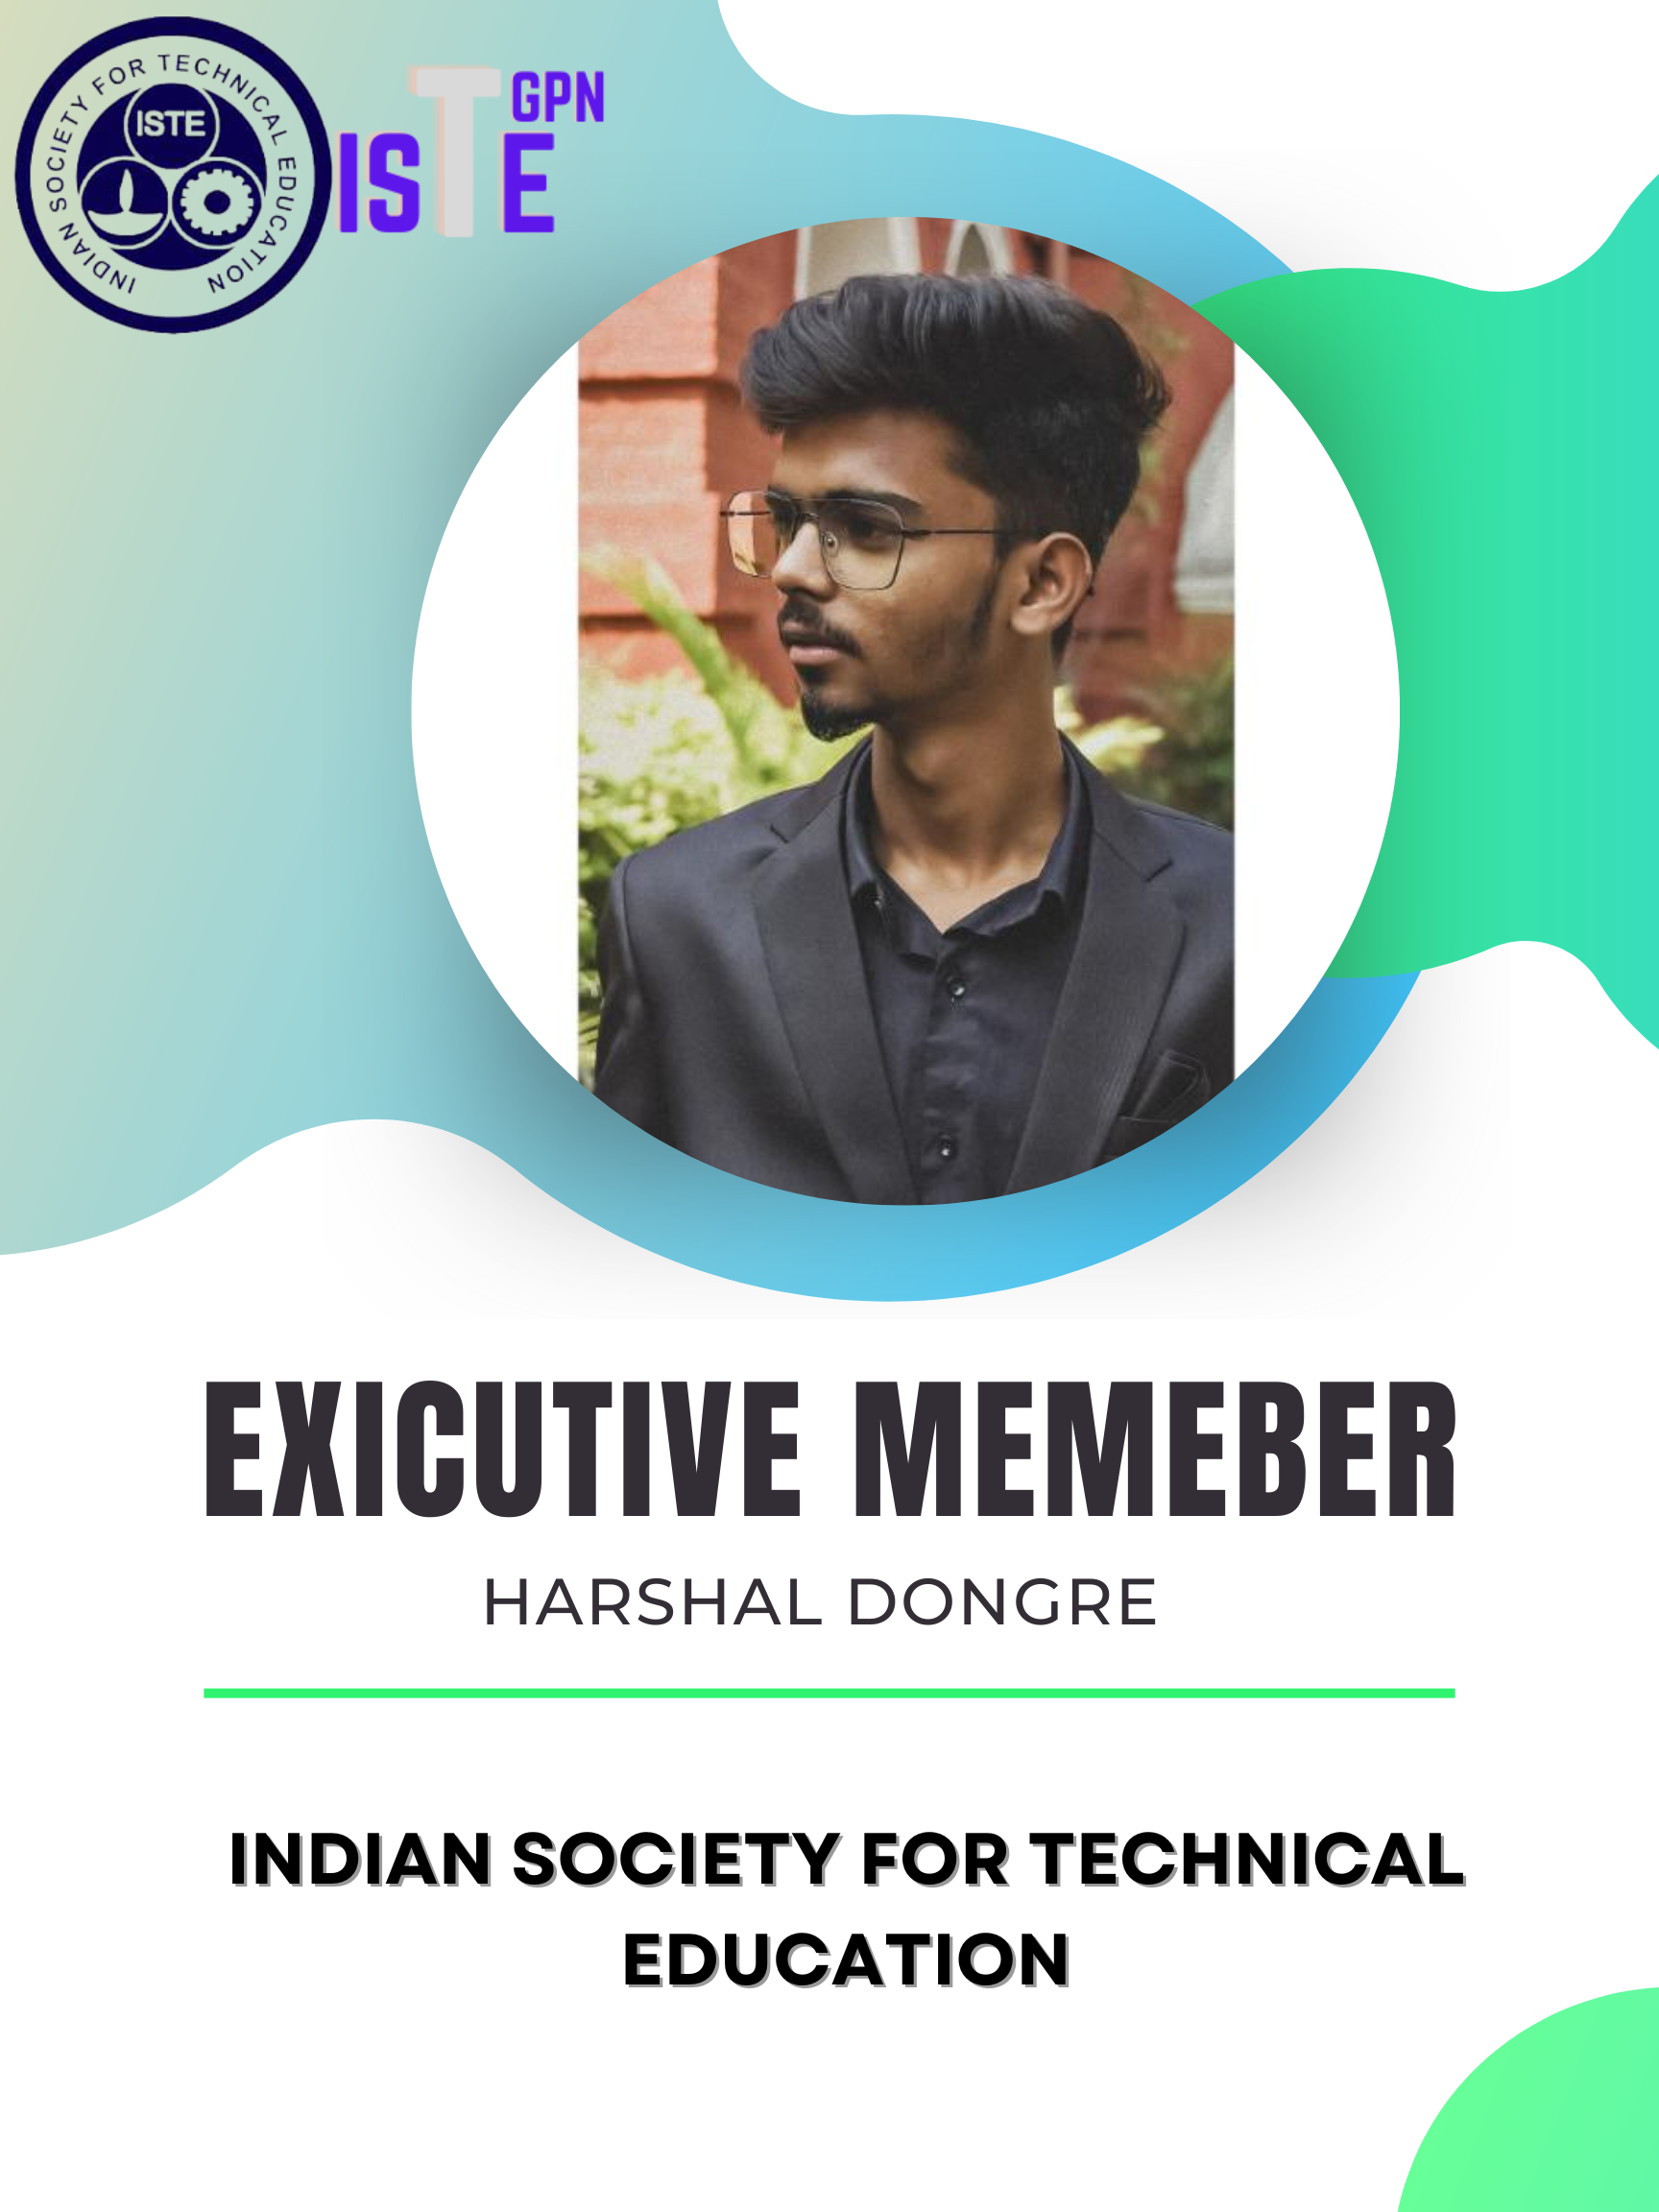 INDIAN SOCIETY FOR TECHNICAL EDUCATION
ISTE
GPN
ISTE
EXICUTIVE MEMEBER
HARSHAL DONGRE
INDIAN SOCIETY FOR TECHNICAL
EDUCATION